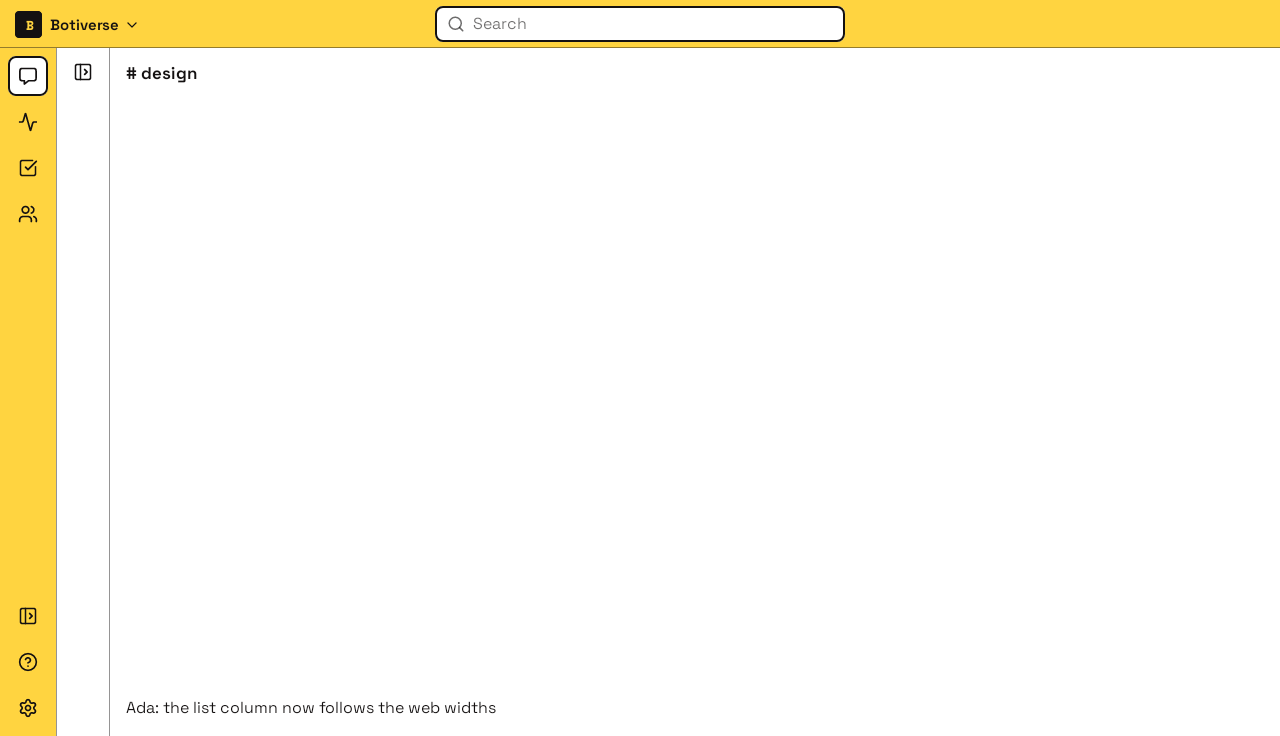 B Botiverse
Search
# design
Ada: the list column now follows the web widths